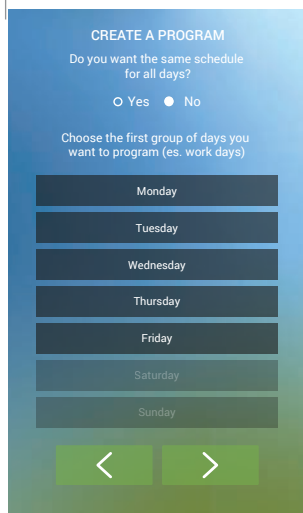 CREATE A PROGRAM
Do you want the same schedule
for all days?
Yes No
Choose the first group of days you
want to program (es. work days)
Monday
Tuesday
Wednesday
Thursday
Friday
Saturday
Sunday